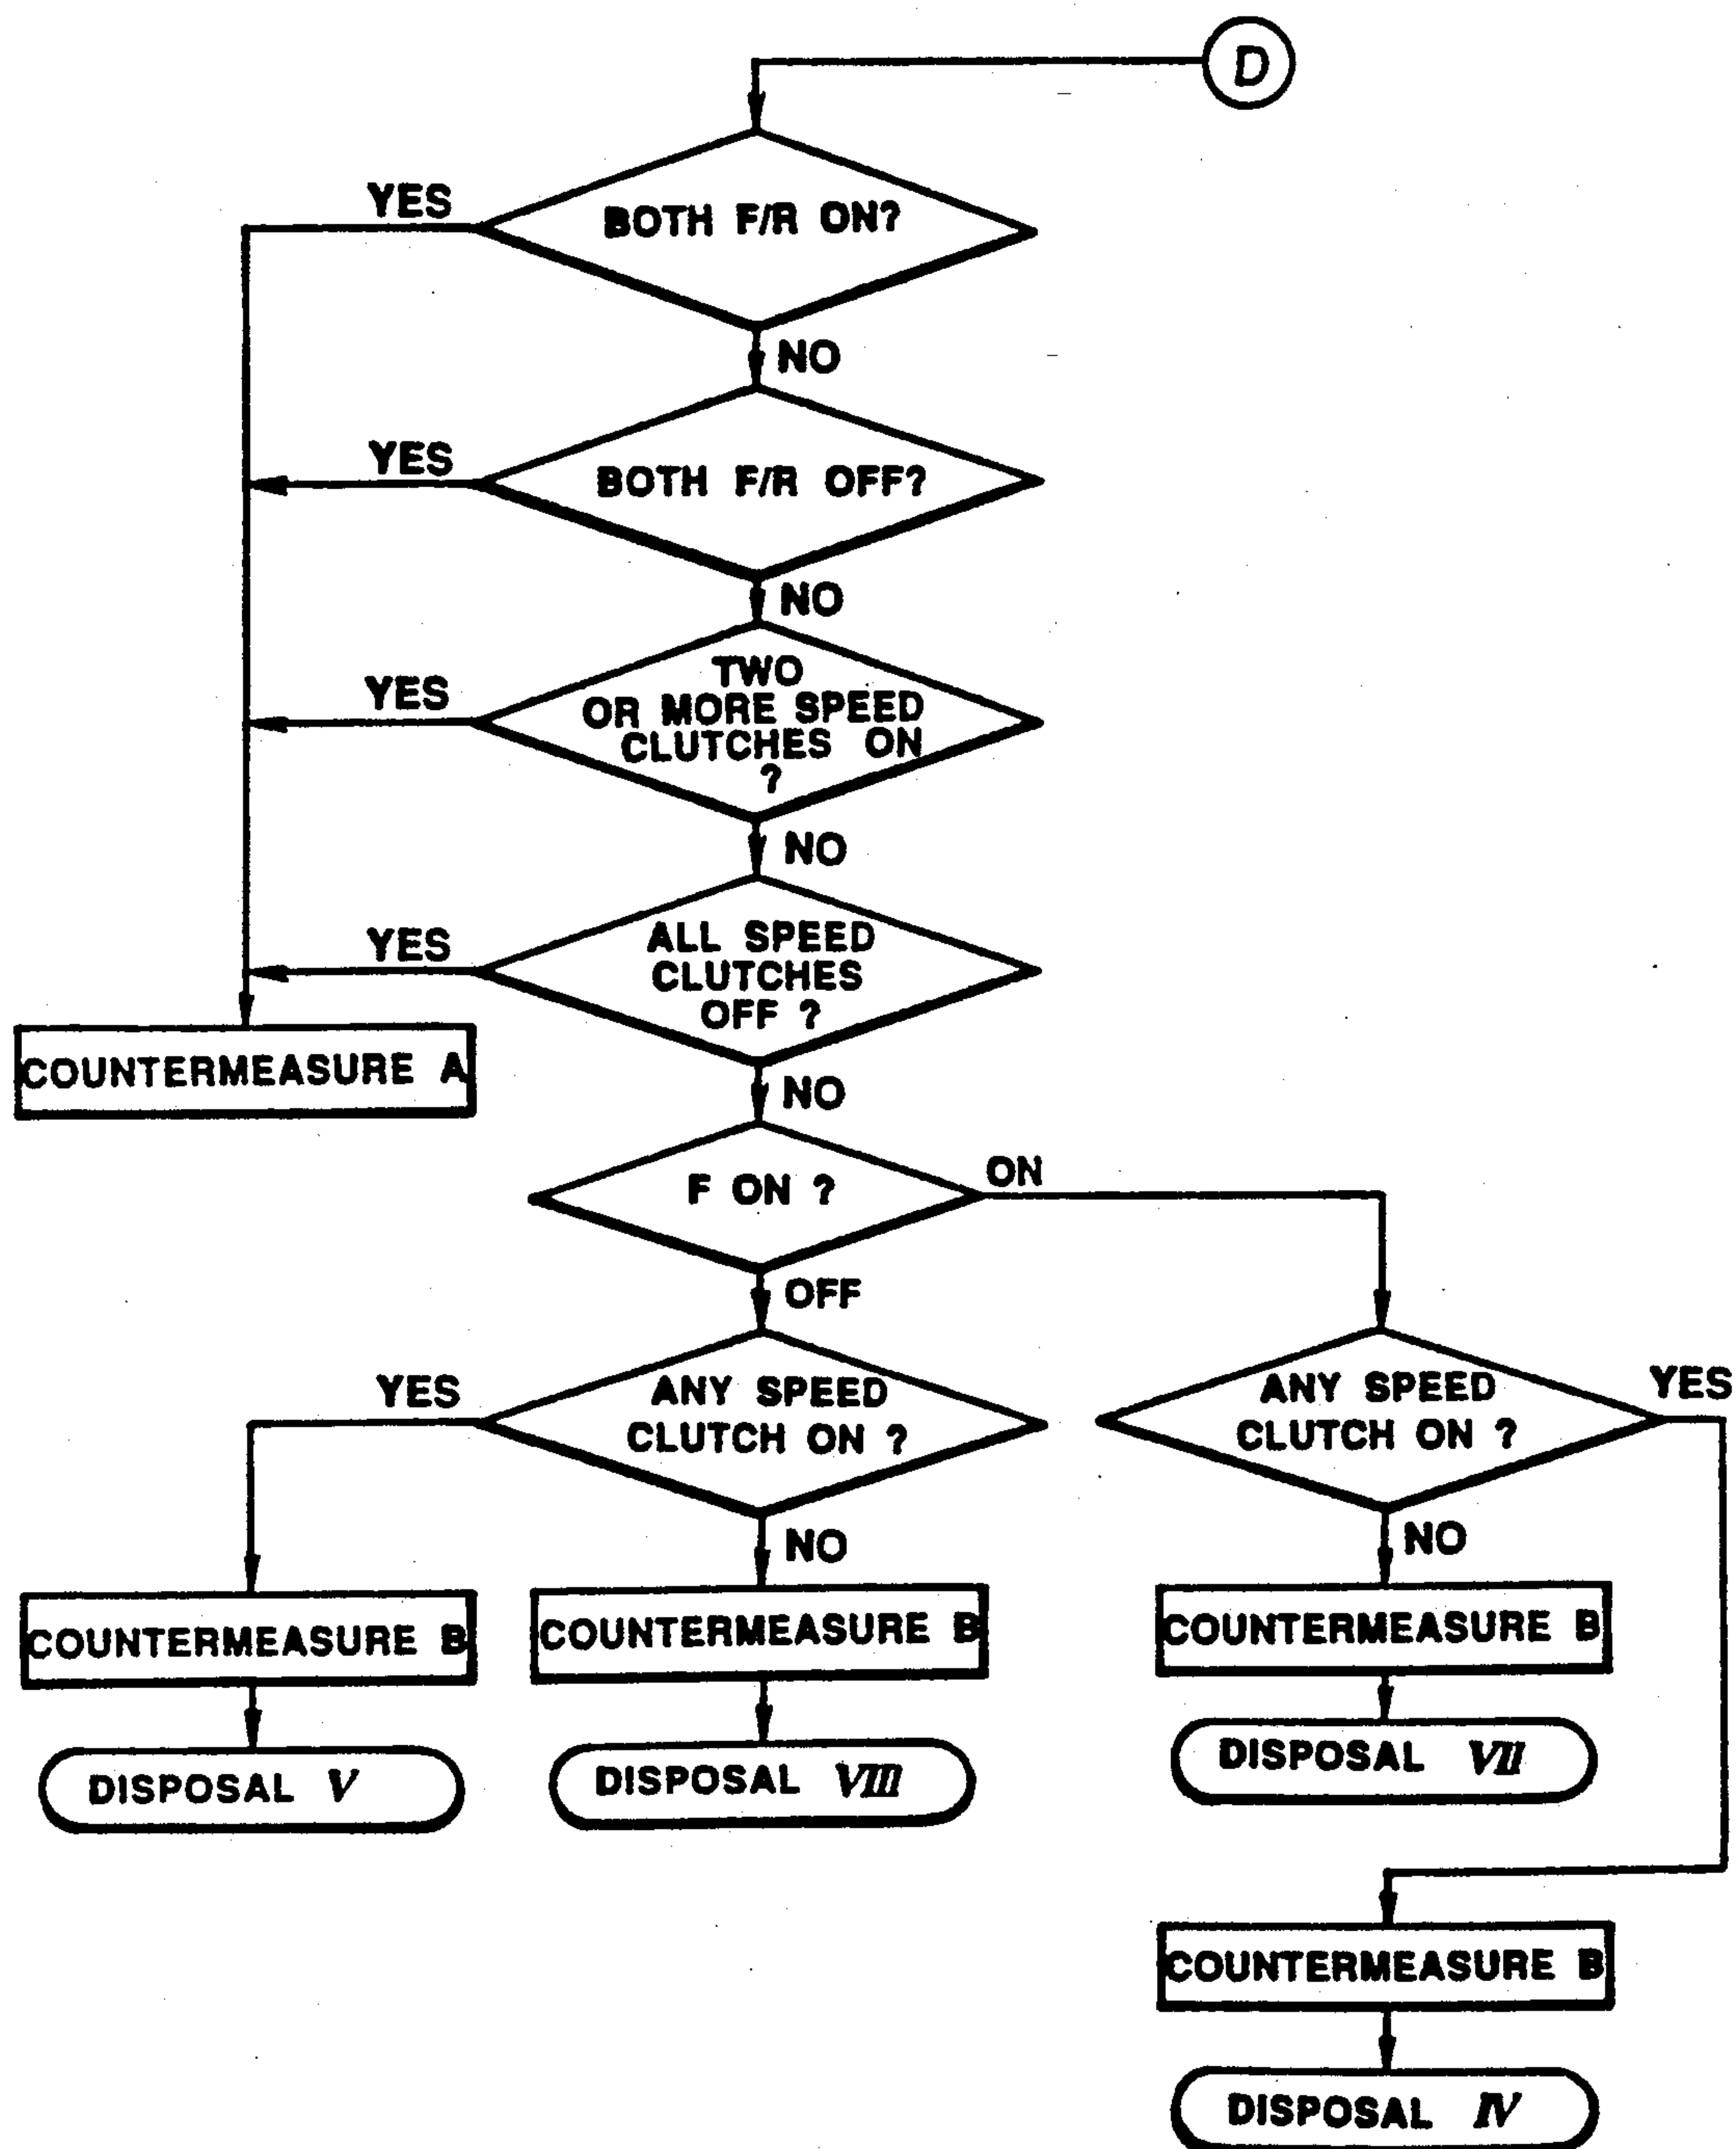 D
YES
BOTH F/R ON?
NO
YES
BOTH F/R OFF?
NO
TWO
OR MORE SPEED
CLUTCHES ON
?
YES
NO
ALL SPEED
CLUTCHES
OFF ?
YES
COUNTERMEASURE A
NO
F ON ?
ON
OFF
YES
ANY SPEED
CLUTCH ON ?
ANY SPEED
CLUTCH ON ?
YES
NO
NO
COUNTERMEASURE B
COUNTERMEASURE B
COUNTERMEASURE B
DISPOSAL V
DISPOSAL VIII
DISPOSAL VII
COUNTERMEASURE B
DISPOSAL IV